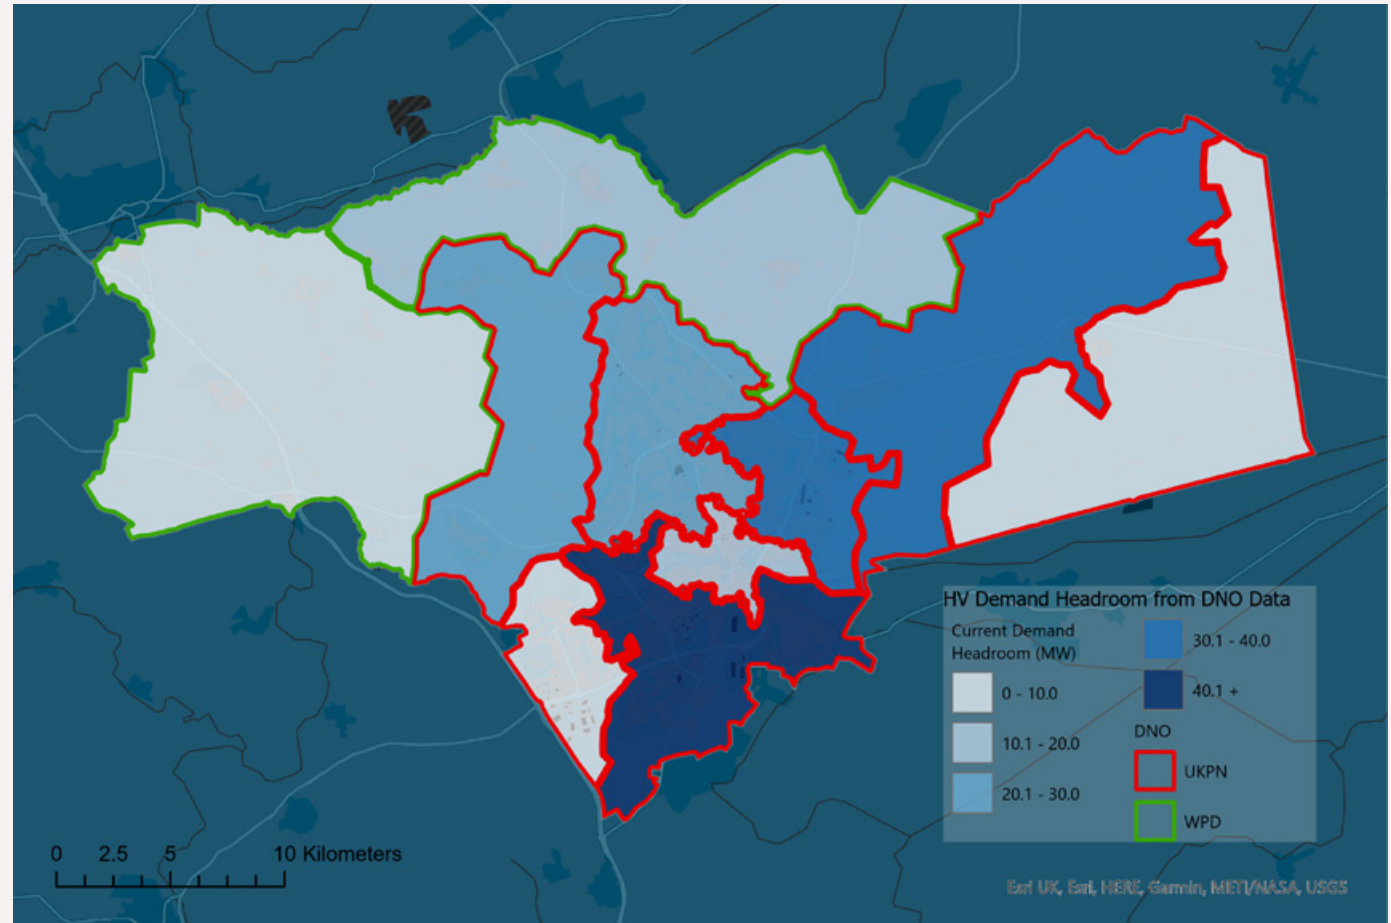 HV Demand Headroom from DNO Data
Current Demand
Headroom (MW)
0 - 10.0
10.1 - 20.0
20.1 - 30.0
30.1 - 40.0
40.1 +
DNO
UKPN
WPD
0 2.5 5 10 Kilometers
Esri UK, Esri, HERE, Garmin, METI/NASA, USGS